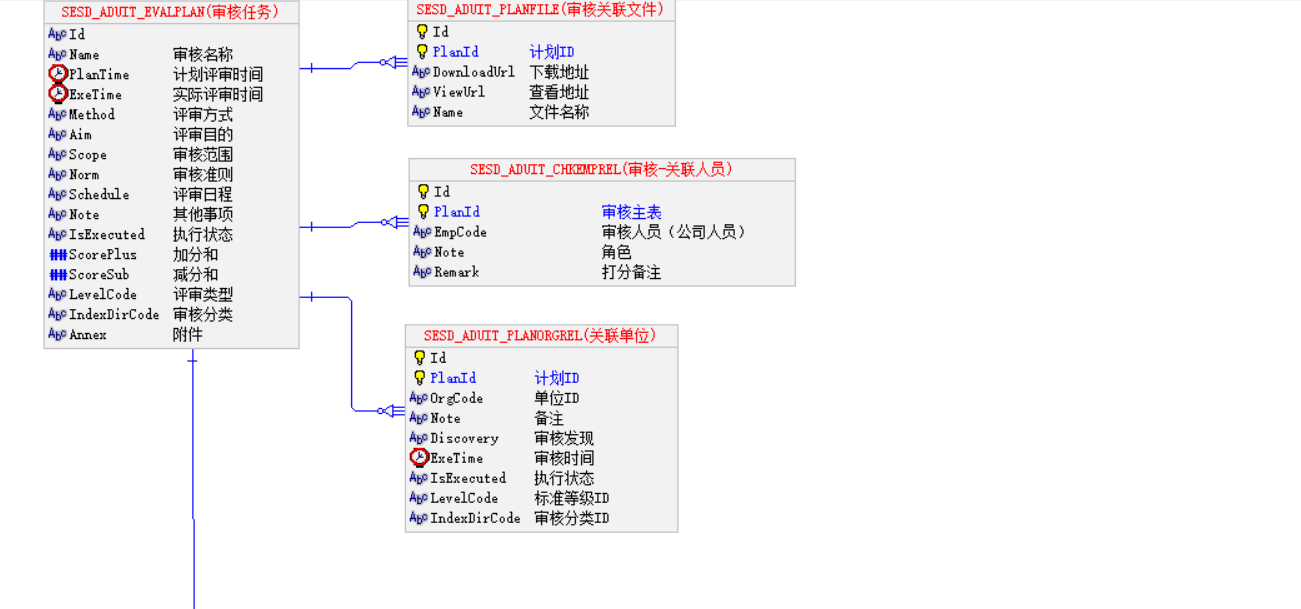 SESD_ADUIT_EVALPLAN(审核任务)
Id
Name 审核名称
PlanTime 计划评审时间
ExeTime 实际评审时间
Method 评审方式
Aim 评审目的
Scope 审核范围
Norm 审核准则
Schedule 评审日程
Note 其他事项
IsExecuted 执行状态
ScorePlus 加分和
ScoreSub 减分和
LevelCode 评审类型
IndexDirCode 审核分类
Annex 附件
SESD_ADUIT_PLANFILE(审核关联文件)
Id
PlanId 计划ID
DownloadUrl 下载地址
ViewUrl 查看地址
Name 文件名称
SESD_ADUIT_CHKEMPREL(审核-关联人员)
Id
PlanId 审核主表
EmpCode 审核人员（公司人员）
Note 角色
Remark 打分备注
SESD_ADUIT_PLANORGREL(关联单位)
Id
PlanId 计划ID
OrgCode 单位ID
Note 备注
Discovery 审核发现
ExeTime 审核时间
IsExecuted 执行状态
LevelCode 标准等级ID
IndexDirCode 审核分类ID